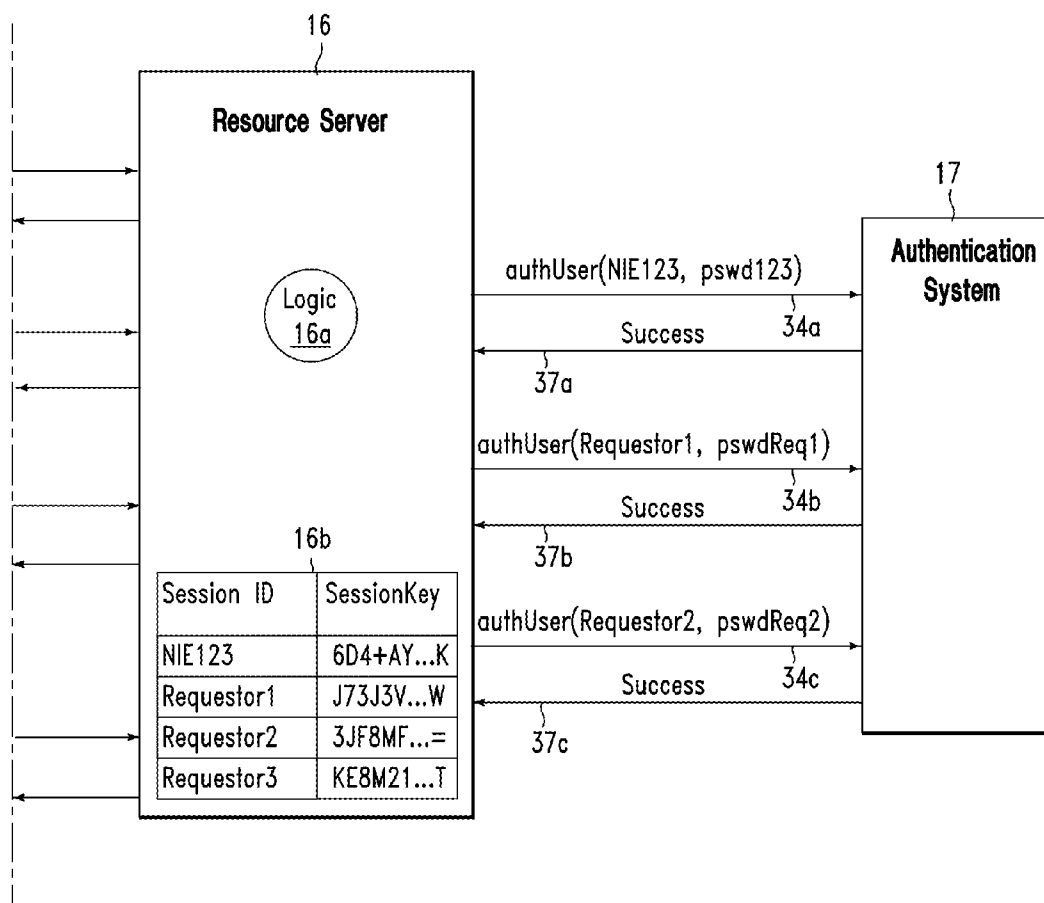 16
Resource Server
17
Authentication
System
authUser(NIE123, pswd123)
34a
Logic
16a
Success
37a
authUser(Requestor1, pswdReq1)
34b
Success
37b
16b
Session ID SessionKey
authUser(Requestor2, pswdReq2)
NIE123 6D4+AY...K
34c
Requestor1 J73J3V...W
Success
37c
Requestor2 3JF8MF...=
Requestor3 KE8M21...T